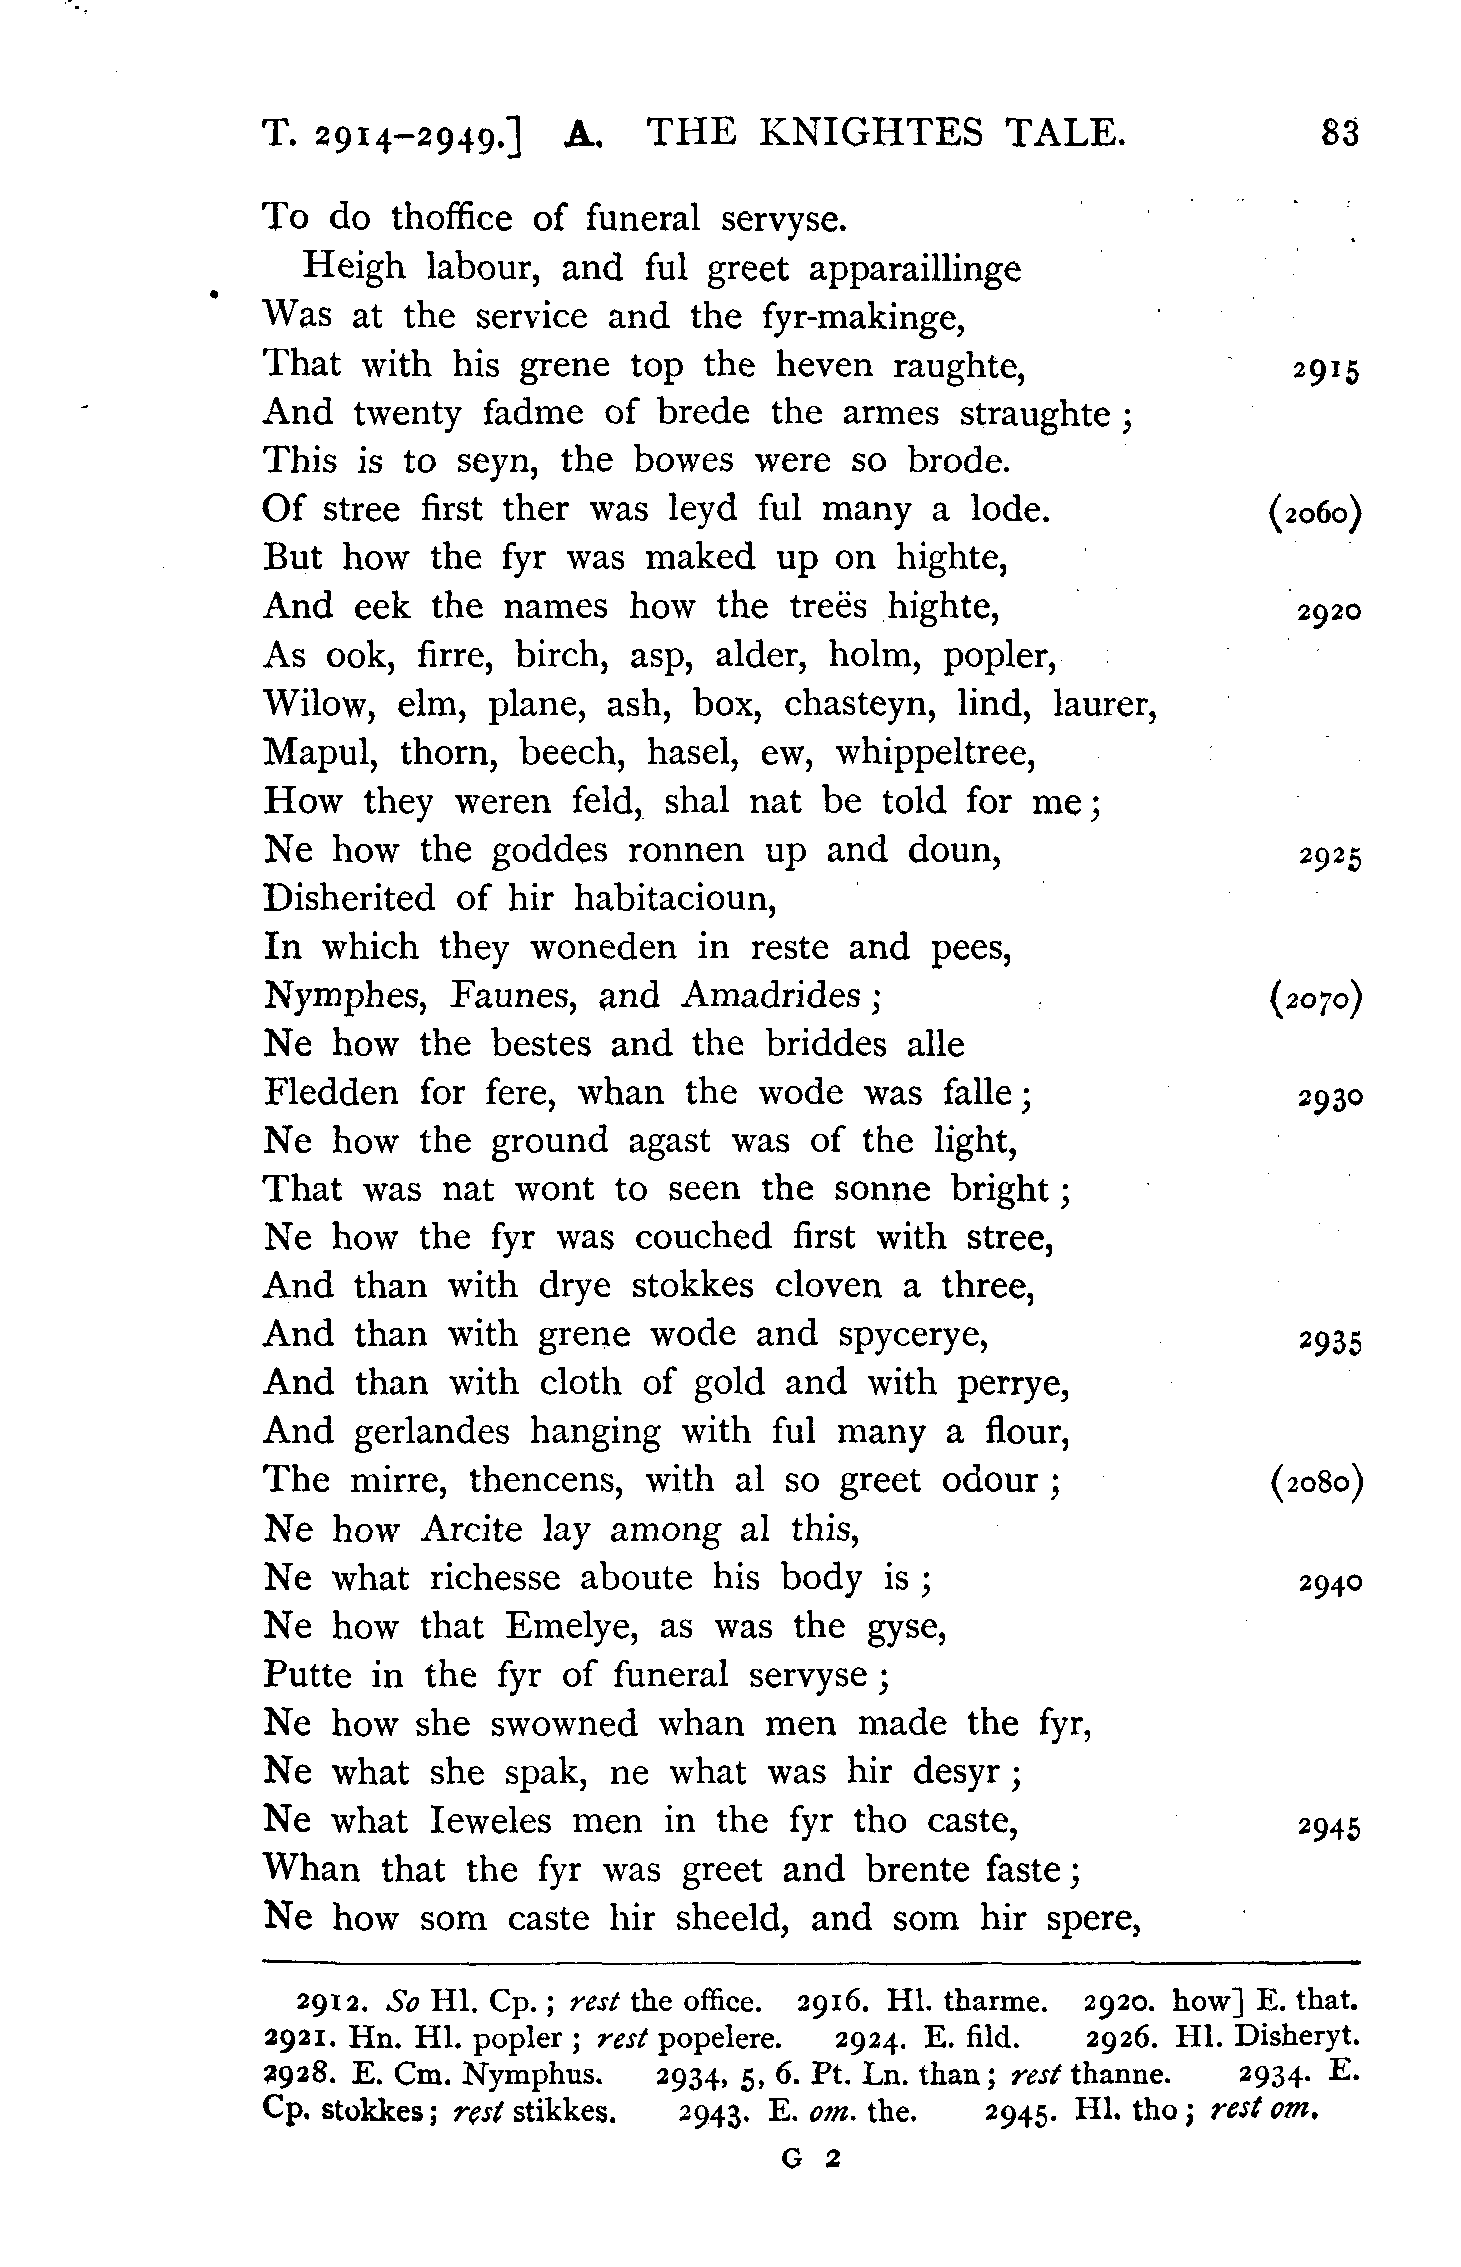 T. 2914–2949.] A. THE KNIGHTES TALE. 83
To do thoffice of funeral servyse.
Heigh labour, and ful greet apparaillinge
Was at the service and the fyr-makinge,
That with his grene top the heven raughte, 2915
And twenty fadme of brede the armes straughte ;
This is to seyn, the bowes were so brode.
Of stree first ther was leyd ful many a lode. (2060)
But how the fyr was maked up on highte,
And eek the names how the treës highte, 2920
As ook, firre, birch, asp, alder, holm, popler,
Wilow, elm, plane, ash, box, chasteyn, lind, laurer,
Mapul, thorn, beech, hasel, ew, whippeltree,
How they weren feld, shal nat be told for me ;
Ne how the goddes ronnen up and doun, 2925
Disherited of hir habitacioun,
In which they woneden in reste and pees,
Nymphes, Faunes, and Amadrides ; (2070)
Ne how the bestes and the briddes alle
Fledden for fere, whan the wode was falle ; 2930
Ne how the ground agast was of the light,
That was nat wont to seen the sonne bright ;
Ne how the fyr was couched first with stree,
And than with drye stokkes cloven a three,
And than with grene wode and spycerye, 2935
And than with cloth of gold and with perrye,
And gerlandes hanging with ful many a flour,
The mirre, thencens, with al so greet odour ; (2080)
Ne how Arcite lay among al this,
Ne what richesse aboute his body is ; 2940
Ne how that Emelye, as was the gyse,
Putte in the fyr of funeral servyse ;
Ne how she swowned whan men made the fyr,
Ne what she spak, ne what was hir desyr ;
Ne what Ieweles men in the fyr tho caste, 2945
Whan that the fyr was greet and brente faste ;
Ne how som caste hir sheeld, and som hir spere,
2912. So Hl. Cp. ; rest the office. 2916. Hl. tharme. 2920. how] E. that.
2921. Hn. Hl. popler ; rest popelere. 2924. E. fild. 2926. Hl. Disheryt.
2928. E. Cm. Nymphus. 2934, 5, 6. Pt. Ln. than ; rest thanne. 2934. E.
Cp. stokkes ; rest stikkes. 2943. E. om. the. 2945. Hl. tho ; rest om.
G 2